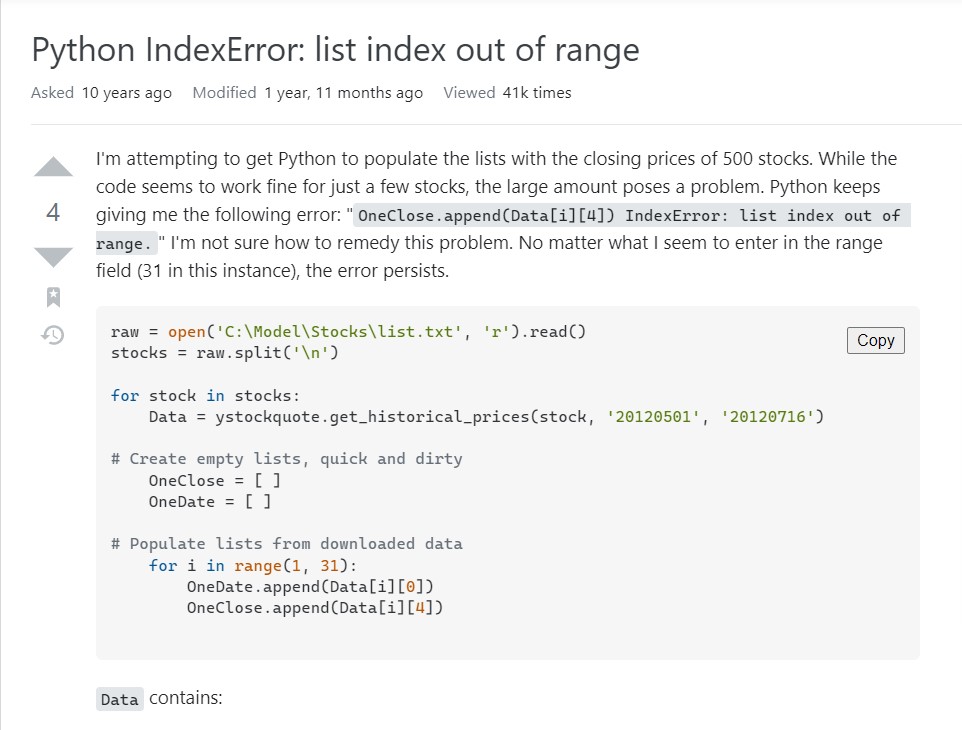 Python IndexError: list index out of range
Asked 10 years ago Modified 1 year, 11 months ago Viewed 41k times
I'm attempting to get Python to populate the lists with the closing prices of 500 stocks. While the
code seems to work fine for just a few stocks, the large amount poses a problem. Python keeps
4
giving me the following error: "OneClose.append(Data[i][4]) IndexError: list index out of
range." I'm not sure how to remedy this problem. No matter what I seem to enter in the range
field (31 in this instance), the error persists.
raw = open('C:\Model\Stocks\list.txt', 'r').read()
Copy
stocks = raw.split('\n')
for stock in stocks:
    Data = ystockquote.get_historical_prices(stock, '20120501', '20120716')
# Create empty lists, quick and dirty
    OneClose = [ ]
    OneDate = [ ]
# Populate lists from downloaded data
    for i in range(1, 31):
        OneDate.append(Data[i][0])
        OneClose.append(Data[i][4])
Data contains: